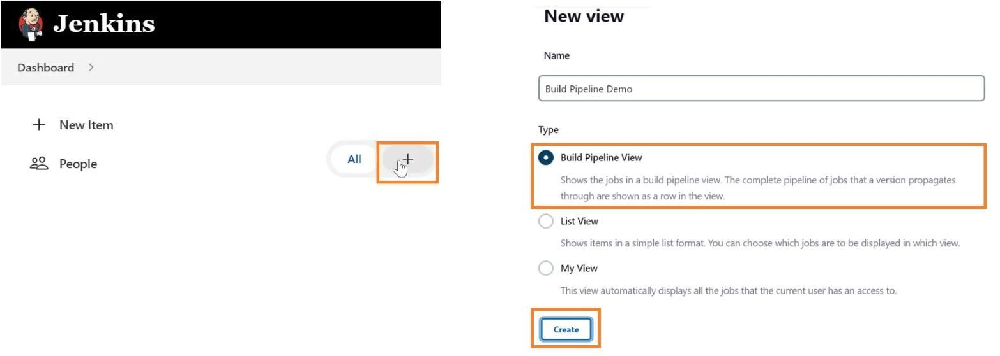 Jenkins
Dashboard
New Item
People
All
New view
Name
Build Pipeline Demo
Type
Build Pipeline View
Shows the jobs in a build pipeline view. The complete pipeline of jobs that a version propagates
through are shown as a row in the view.
List View
Shows items in a simple list format. You can choose which jobs are to be displayed in which view.
My View
This view automatically displays all the jobs that the current user has an access to.
Create